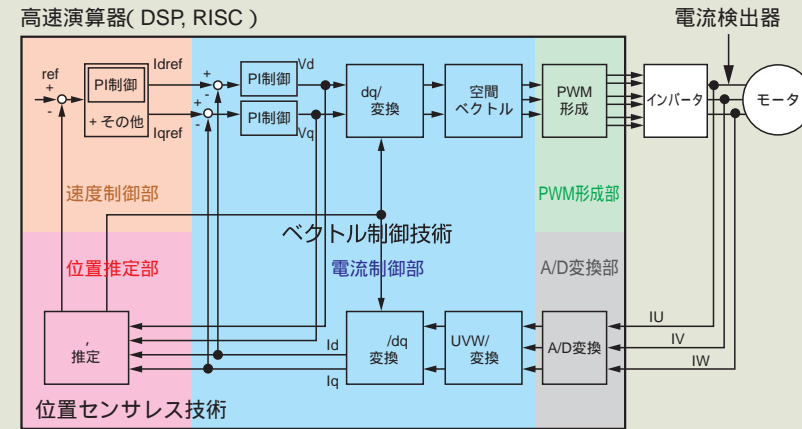 高速演算器( DSP, RISC )
電流検出器
ref
+
-
PI制御
+ その他
Idref
Iqref
+
-
+
-
PI制御
PI制御
Vd
Vq
dq/
変換
空間
ベクトル
PWM
形成
インバータ
モータ
速度制御部
PWM形成部
ベクトル制御技術
位置推定部
電流制御部
A/D変換部
,
推定
Id
Iq
/dq
変換
UVW/
変換
A/D変換
IU
IV
IW
位置センサレス技術